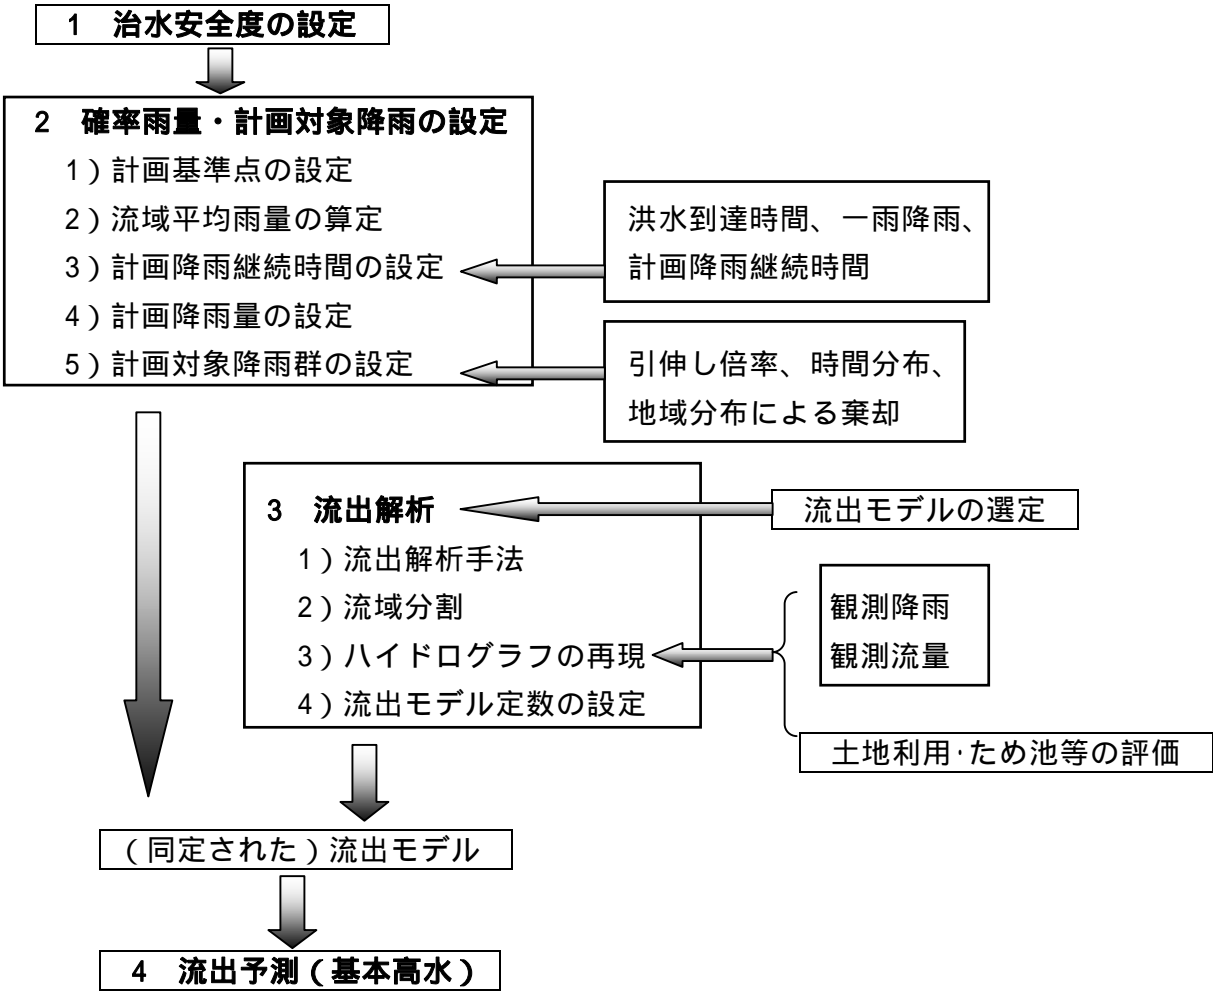 1　治水安全度の設定
2　確率雨量・計画対象降雨の設定
1）計画基準点の設定
2）流域平均雨量の算定
3）計画降雨継続時間の設定
4）計画降雨量の設定
5）計画対象降雨群の設定
洪水到達時間、一雨降雨、
計画降雨継続時間
引伸し倍率、時間分布、
地域分布による棄却
3　流出解析
1）流出解析手法
2）流域分割
3）ハイドログラフの再現
4）流出モデル定数の設定
流出モデルの選定
観測降雨
観測流量
土地利用・ため池等の評価
（同定された）流出モデル
4　流出予測（基本高水）